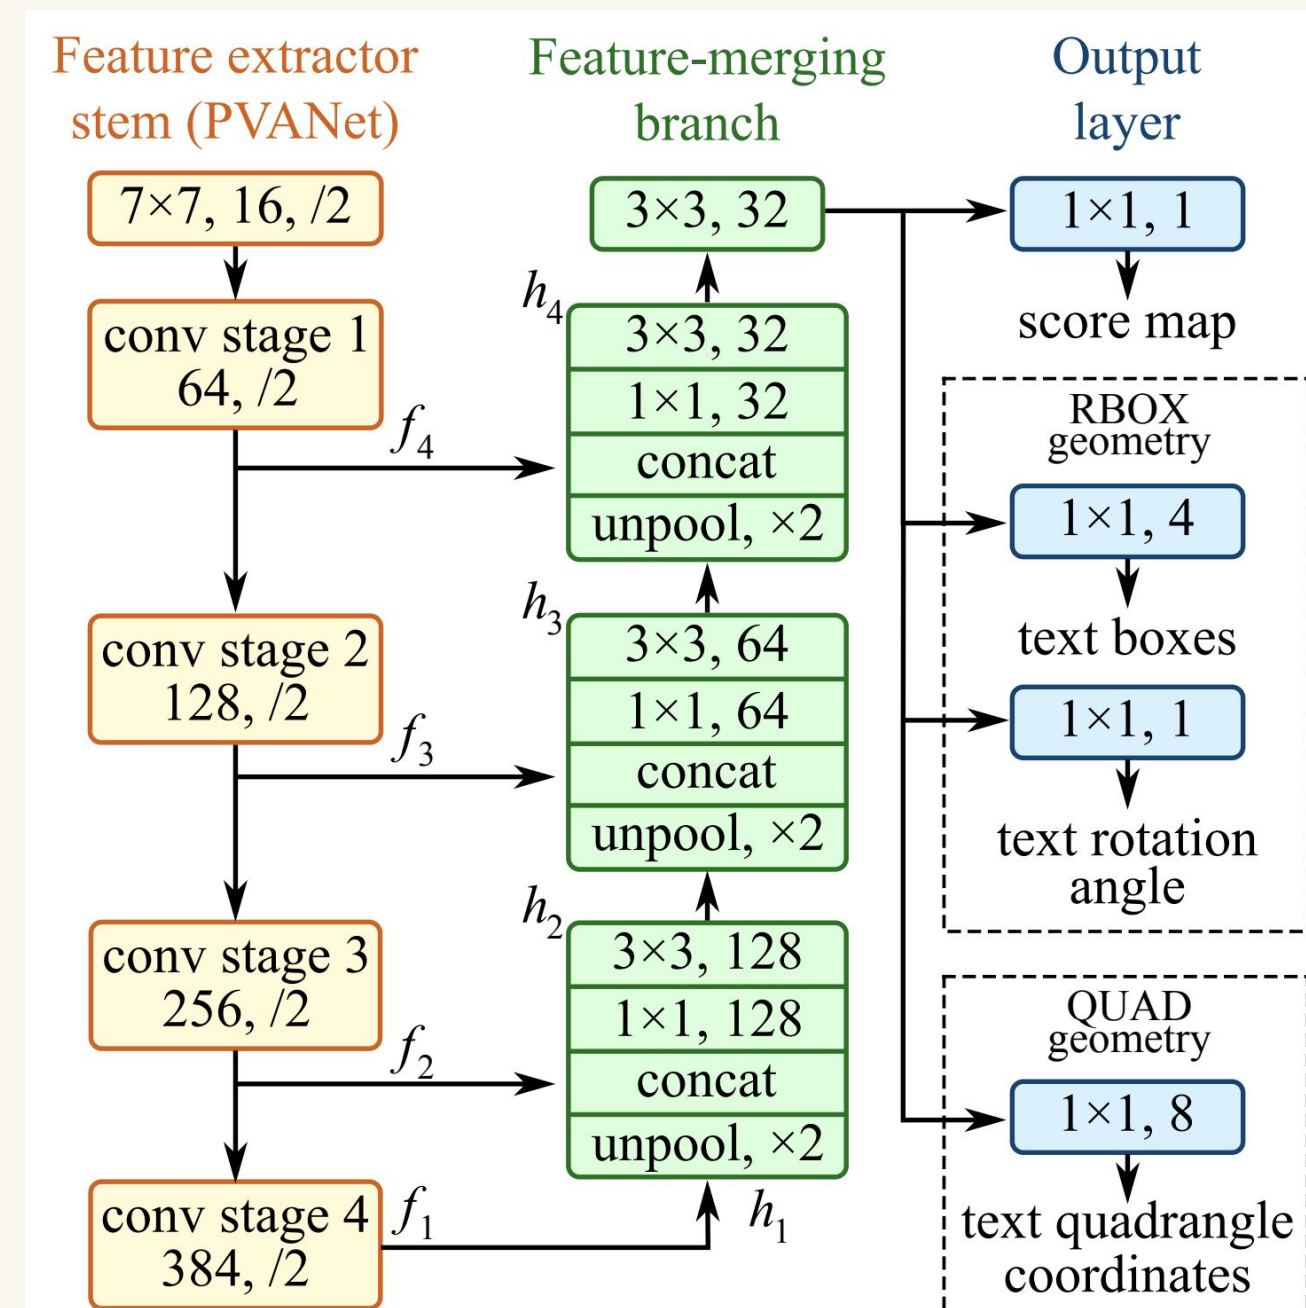 Feature extractor
stem (PVANet)
7×7, 16, /2
conv stage 1
64, /2
f4
conv stage 2
128, /2
f3
conv stage 3
256, /2
f2
conv stage 4
384, /2
f1
Feature-merging
branch
3×3, 32
h4
3×3, 32
1×1, 32
concat
unpool, ×2
h3
3×3, 64
1×1, 64
concat
unpool, ×2
h2
3×3, 128
1×1, 128
concat
unpool, ×2
h1
Output
layer
1×1, 1
score map
RBOX
geometry
1×1, 4
text boxes
1×1, 1
text rotation
angle
QUAD
geometry
1×1, 8
text quadrangle
coordinates